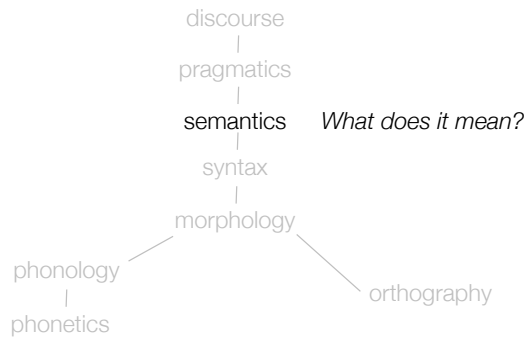 discourse
pragmatics
semantics What does it mean?
syntax
morphology
phonology
orthography
phonetics